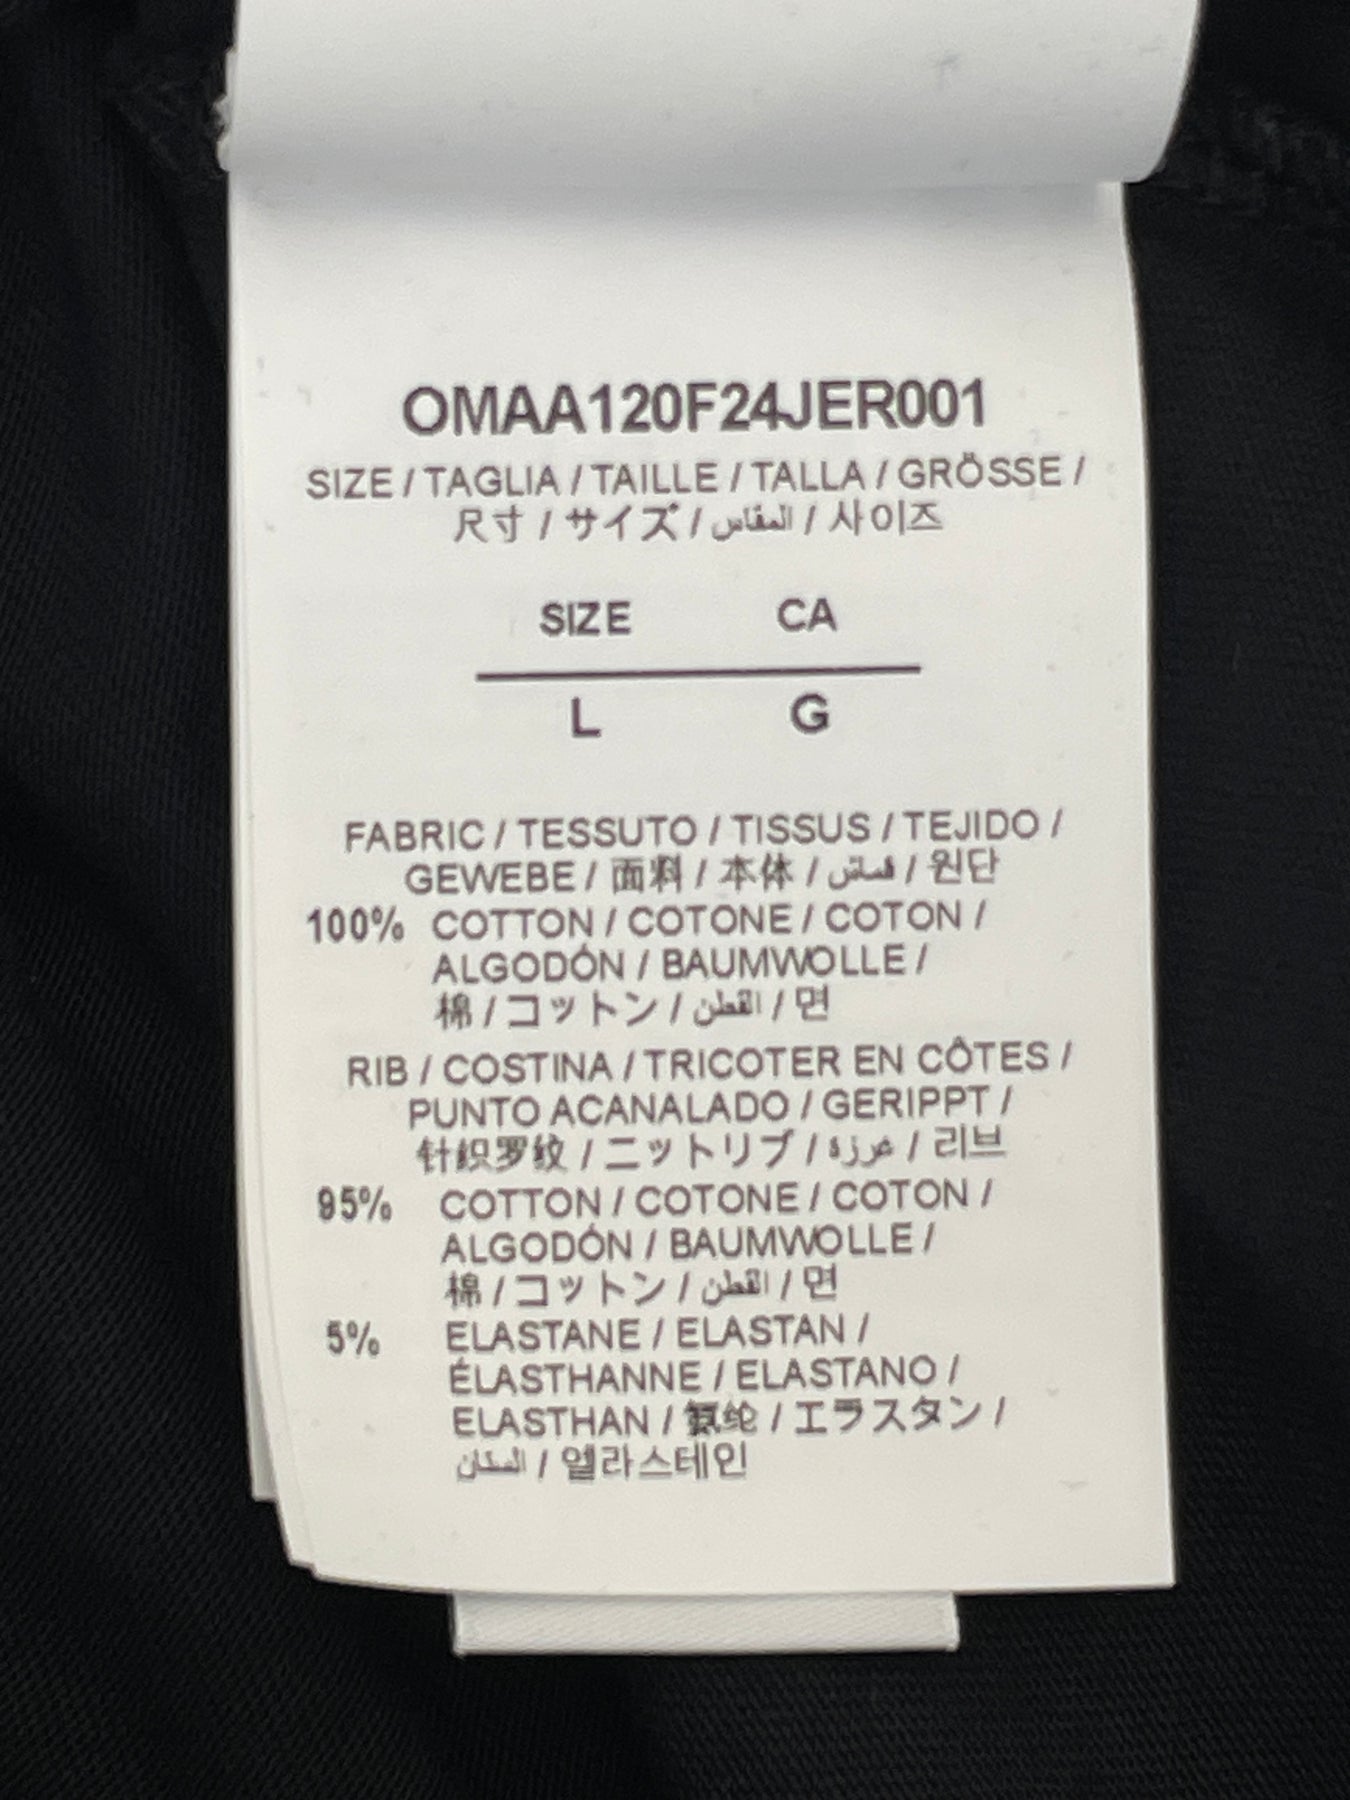 OMAA120F24JER001
SIZE / TAGLIA / TAILLE / TALLA / GRÖSSE /
尺寸 / サイズ / المقاس / 사이즈
SIZE CA
L G
FABRIC / TESSUTO / TISSUS / TEJIDO /
GEWEBE / 面料 / 本体 / قماش / 원단
100% COTTON / COTONE / COTON /
ALGODÓN / BAUMWOLLE /
棉 / コットン / القطن / 면
RIB / COSTINA / TRICOTER EN CÔTES /
PUNTO ACANALADO / GERIPPT /
针织罗纹 / ニットリブ / غرزة / 리브
95% COTTON / COTONE / COTON /
ALGODÓN / BAUMWOLLE /
棉 / コットン / القطن / 면
5% ELASTANE / ELASTAN /
ÉLASTHANNE / ELASTANO /
ELASTHAN / 氨纶 / エラスタン /
/ 엘라스테인